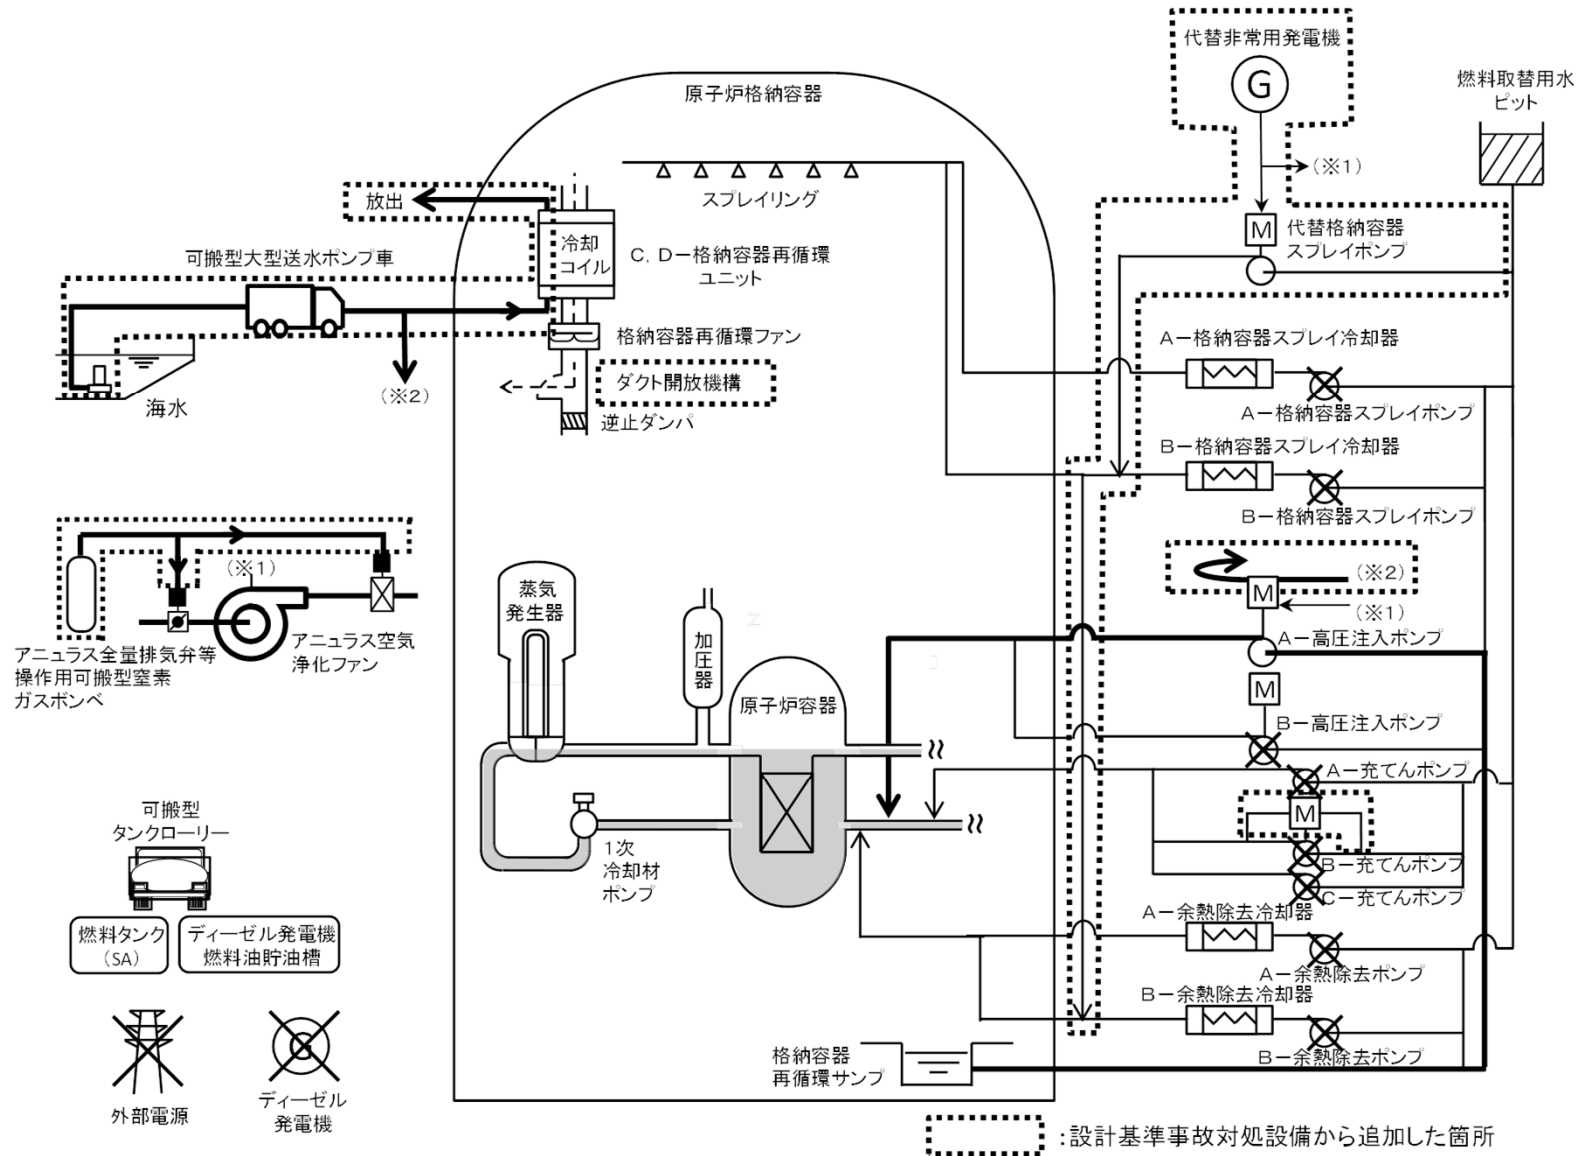 代替非常用発電機
G
(※1)
燃料取替用水
ピット
原子炉格納容器
スプレイリング
M
代替格納容器
スプレイポンプ
放出
冷却
コイル
C, D－格納容器再循環
ユニット
可搬型大型送水ポンプ車
格納容器再循環ファン
ダクト開放機構
逆止ダンパ
(※2)
海水
A－格納容器スプレイ冷却器
A－格納容器スプレイポンプ
B－格納容器スプレイ冷却器
B－格納容器スプレイポンプ
(※1)
アニュラス全量排気弁等
操作用可搬型窒素
ガスボンベ
アニュラス空気
浄化ファン
蒸気
発生器
加
圧
器
原子炉容器
1次
冷却材
ポンプ
(※2)
M
(※1)
A－高圧注入ポンプ
M
B－高圧注入ポンプ
A－充てんポンプ
M
B－充てんポンプ
C－充てんポンプ
A－余熱除去冷却器
A－余熱除去ポンプ
B－余熱除去冷却器
B－余熱除去ポンプ
可搬型
タンクローリー
燃料タンク
(SA)
ディーゼル発電機
燃料油貯油槽
外部電源
G
ディーゼル
発電機
格納容器
再循環サンプ
：設計基準事故対処設備から追加した箇所